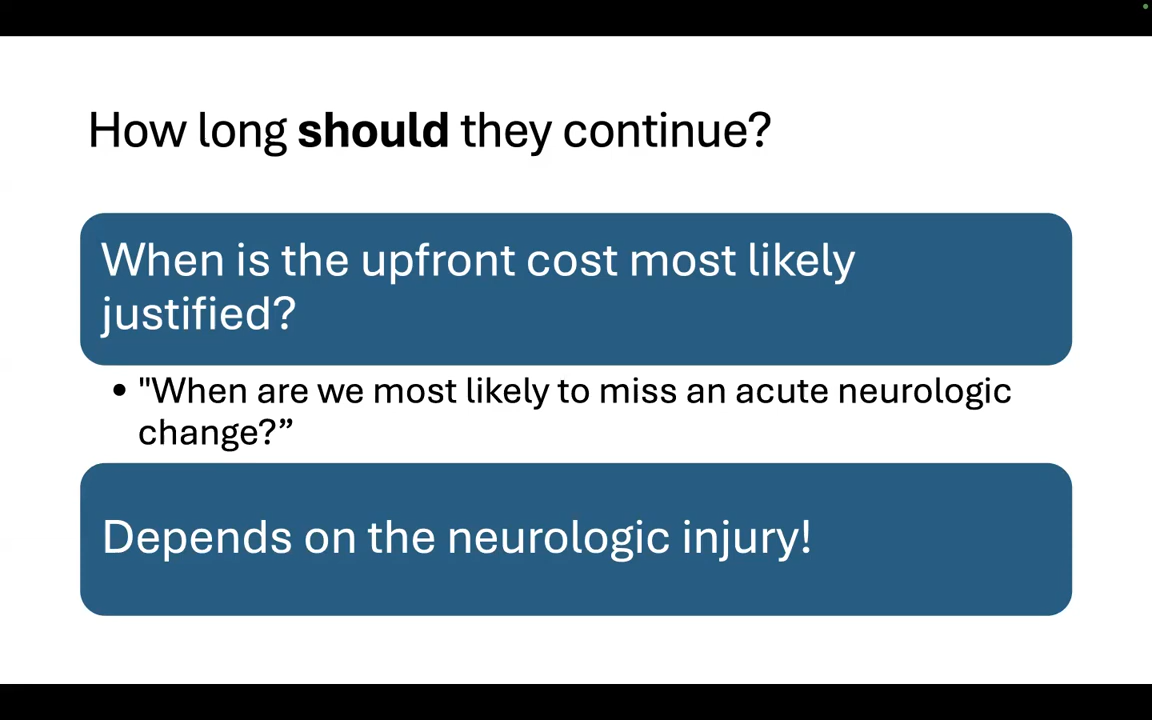 How long should they continue?
When is the upfront cost most likely
justified?
• "When are we most likely to miss an acute neurologic
change?”
Depends on the neurologic injury!